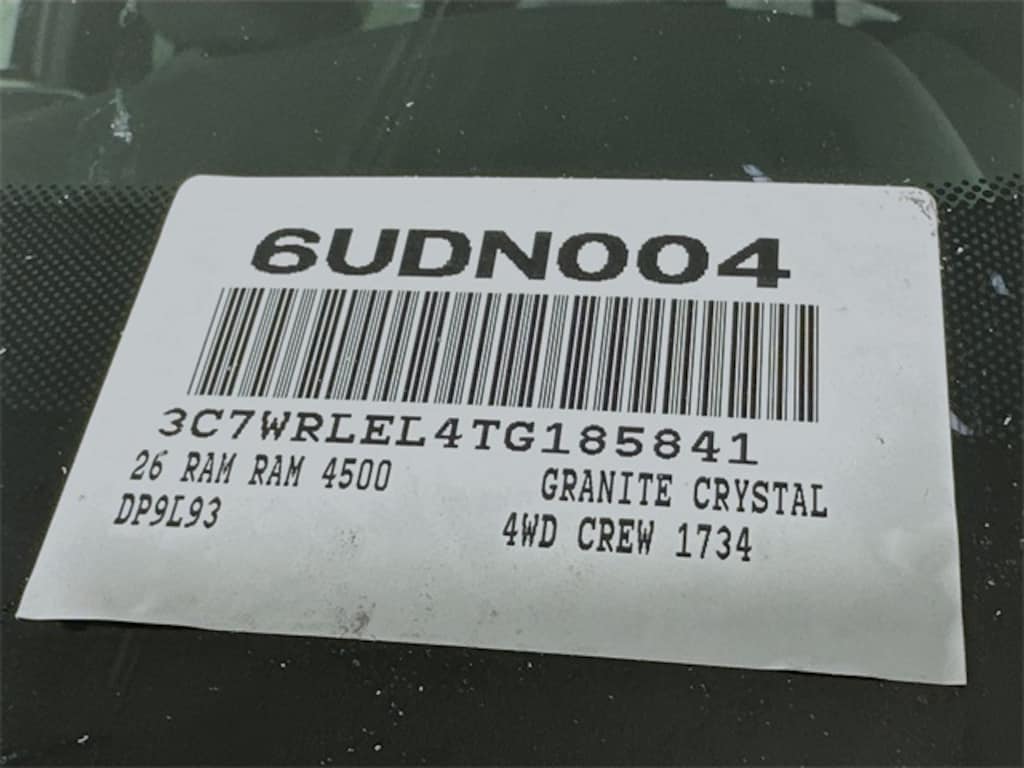 6UDN004
3C7WRLEL4TG185841
26 RAM RAM 4500 GRANITE CRYSTAL
DP9L93 4WD CREW 1734